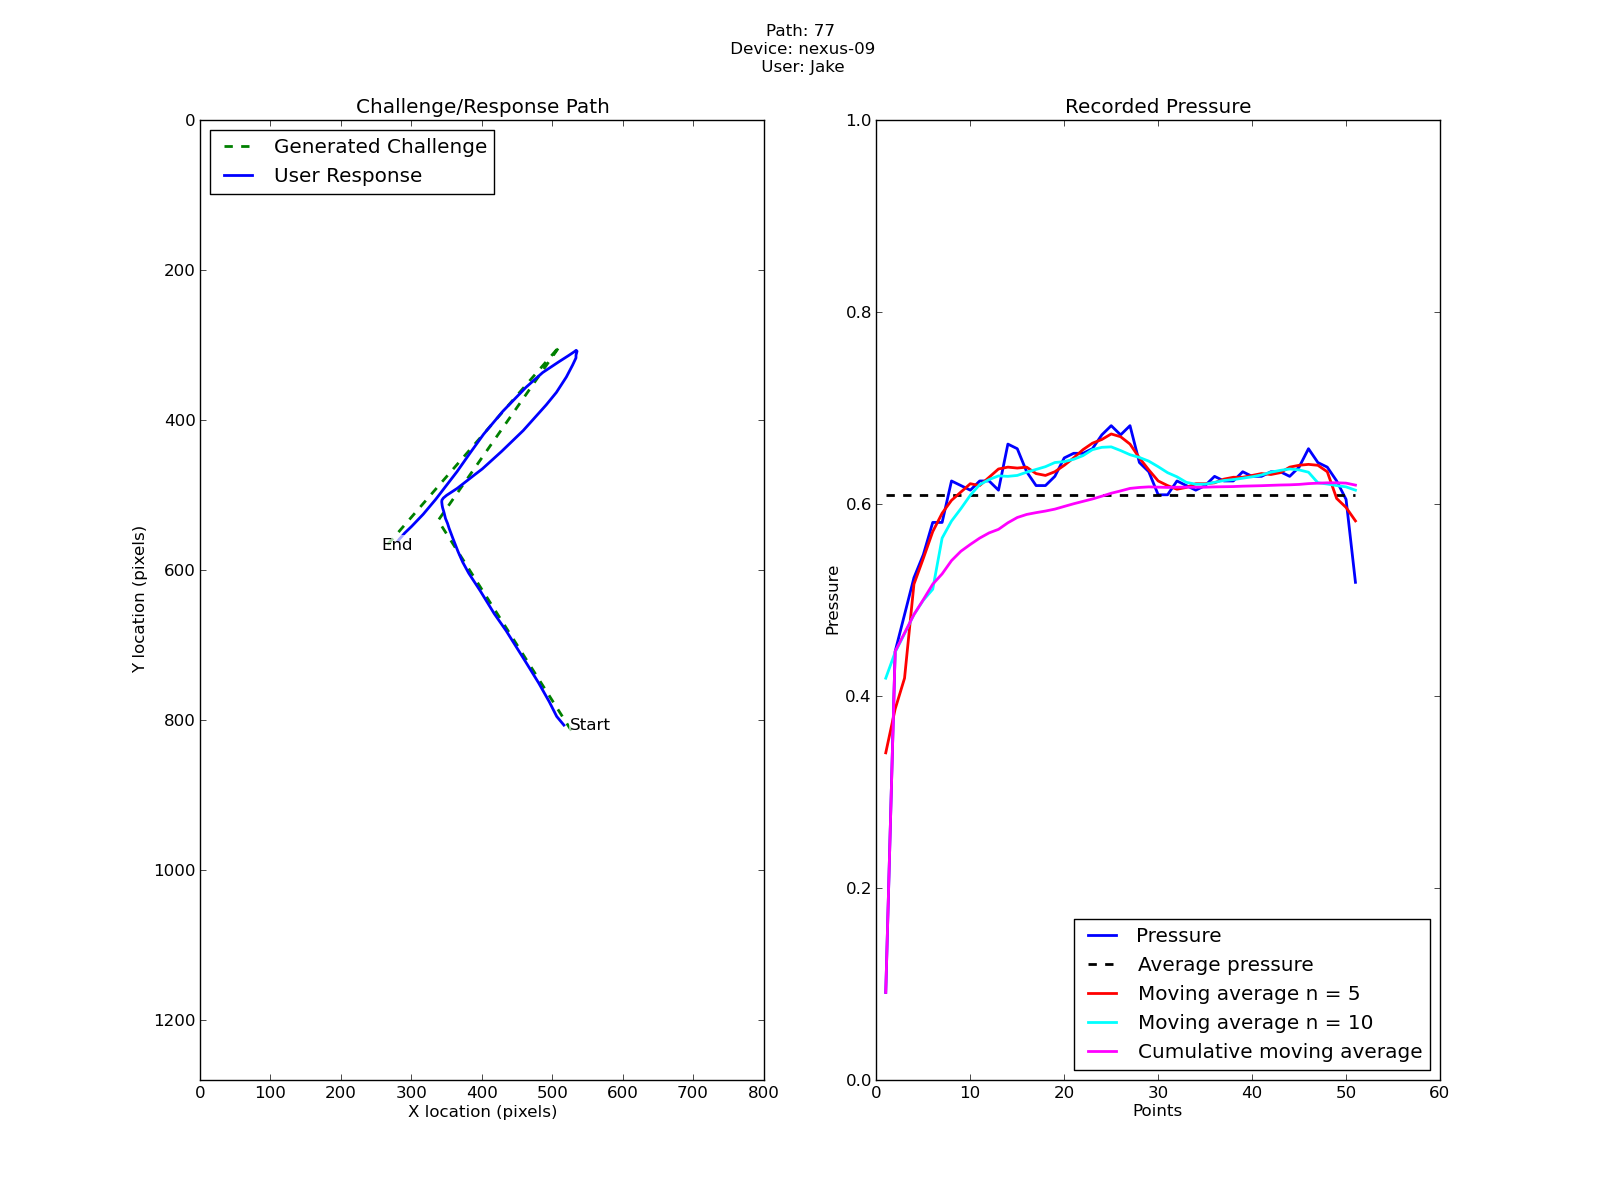 Path: 77
Device: nexus-09
User: Jake
Challenge/Response Path
Generated Challenge
User Response
0
200
400
600
800
1000
1200
Y location (pixels)
End
Start
0 100 200 300 400 500 600 700 800
X location (pixels)
Recorded Pressure
1.0
0.8
0.6
0.4
0.2
0.0
Pressure
Pressure
Average pressure
Moving average n = 5
Moving average n = 10
Cumulative moving average
0 10 20 30 40 50 60
Points